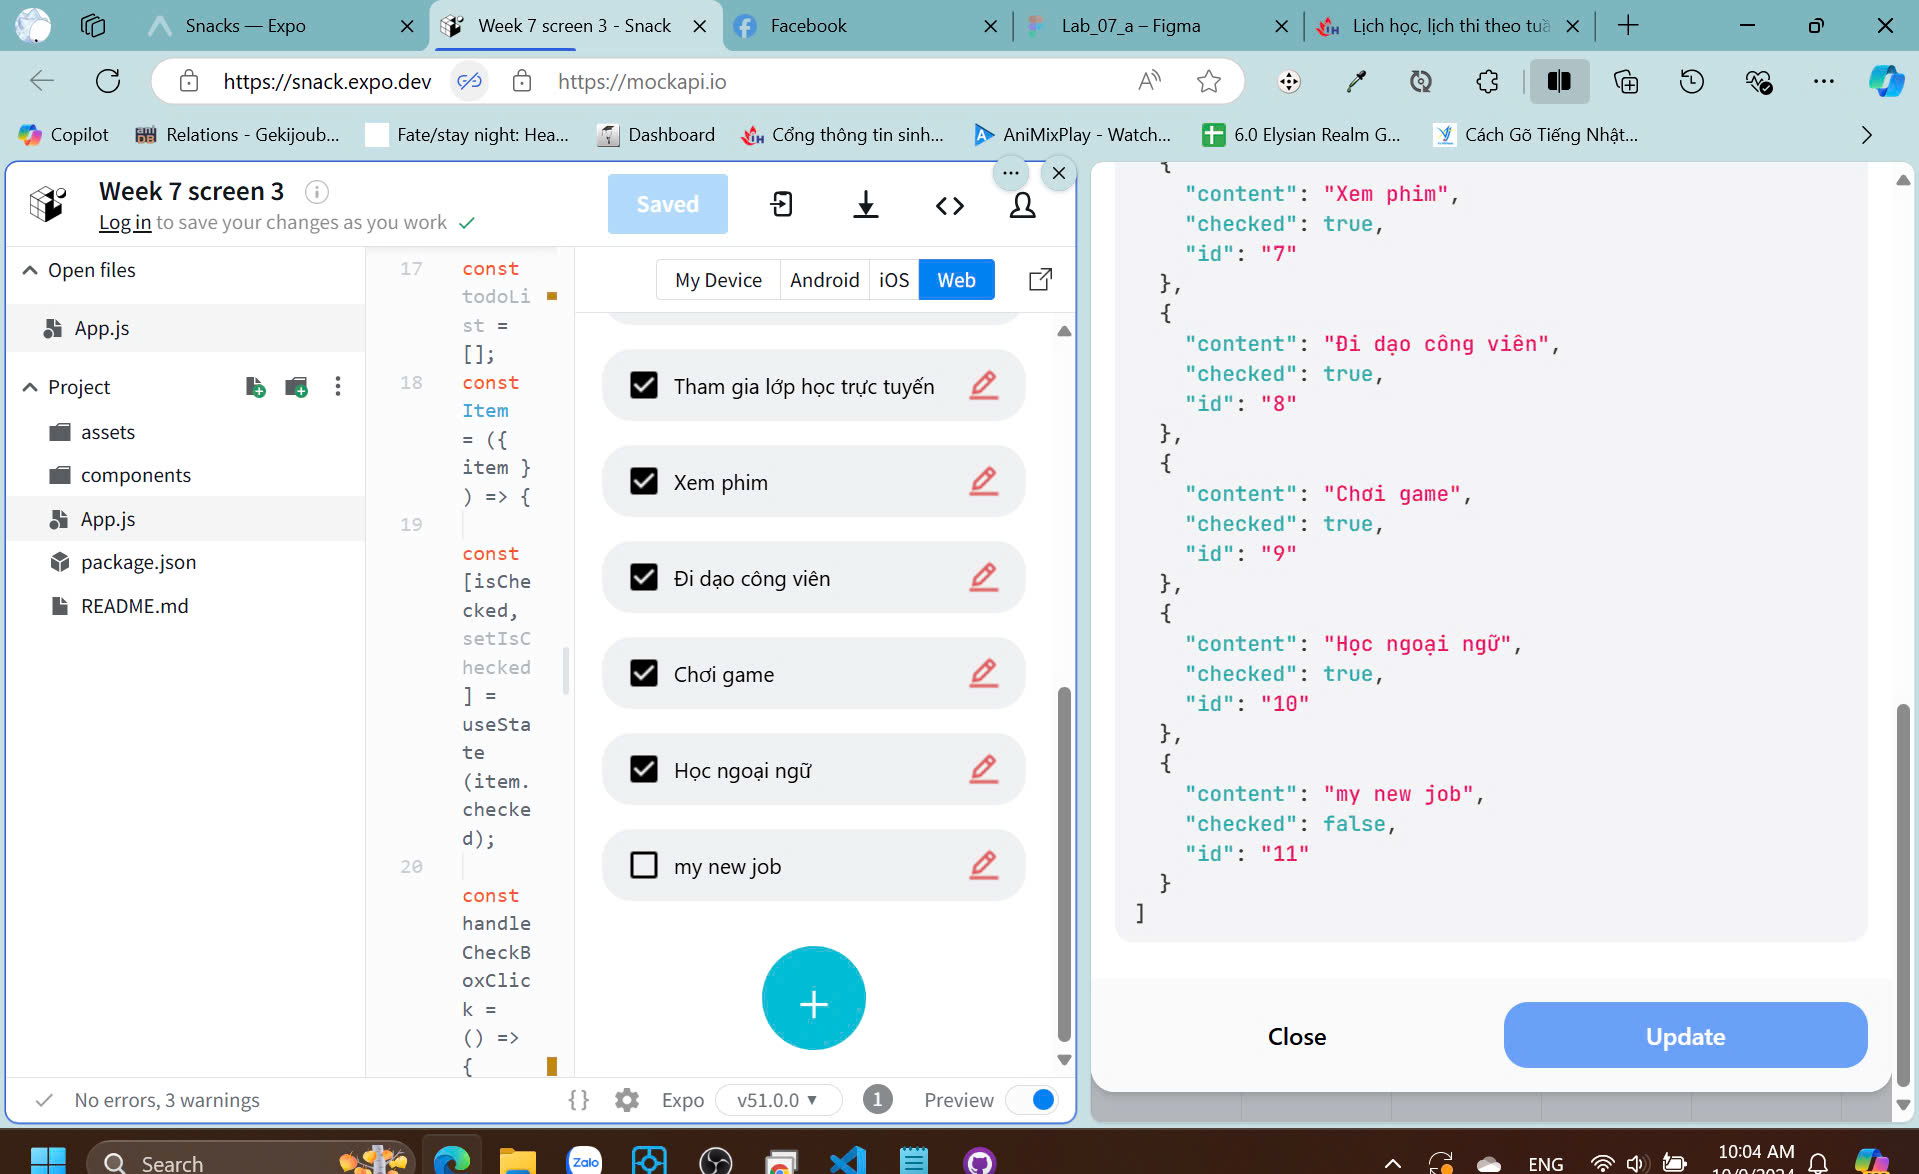 Snacks — Expo
Week 7 screen 3 - Snack
Facebook
Lab_07_a – Figma
Lịch học, lịch thi theo tuầ
https://snack.expo.dev
https://mockapi.io
Copilot
Relations - Gekijoub...
Fate/stay night: Hea...
Dashboard
Cổng thông tin sinh...
AniMixPlay - Watch...
6.0 Elysian Realm G...
Cách Gõ Tiếng Nhật...
Week 7 screen 3
Log in to save your changes as you work
Saved
Open files
App.js
Project
assets
components
App.js
package.json
README.md
17 const
todoLi
st =
[];
18 const
Item
= ({
item }
) => {
19
const
[isChe
cked,
setIsC
hecked
] =
useSta
te
(item.
checke
d);
20
const
handle
CheckB
oxClic
k =
() =>
{
My Device
Android
iOS
Web
Tham gia lớp học trực tuyến
Xem phim
Đi dạo công viên
Chơi game
Học ngoại ngữ
my new job
+
No errors, 3 warnings
{}
Expo
v51.0.0
1
Preview
{
"content": "Xem phim",
"checked": true,
"id": "7"
},
{
"content": "Đi dạo công viên",
"checked": true,
"id": "8"
},
{
"content": "Chơi game",
"checked": true,
"id": "9"
},
{
"content": "Học ngoại ngữ",
"checked": true,
"id": "10"
},
{
"content": "my new job",
"checked": false,
"id": "11"
}
]
Close
Update
Search
Zalo
ENG
10:04 AM